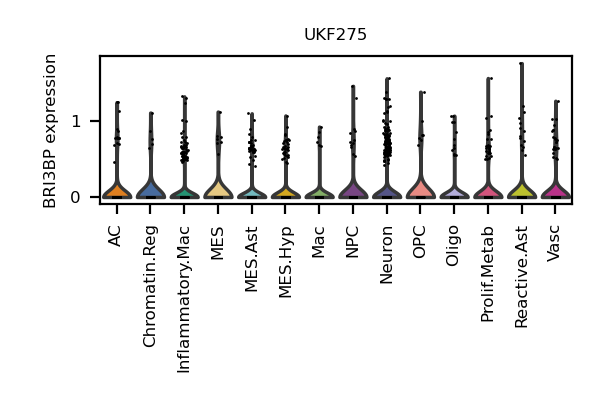 UKF275
BRI3BP expression
1
0
AC
Chromatin.Reg
Inflammatory.Mac
MES
MES.Ast
MES.Hyp
Mac
NPC
Neuron
OPC
Oligo
Prolif.Metab
Reactive.Ast
Vasc